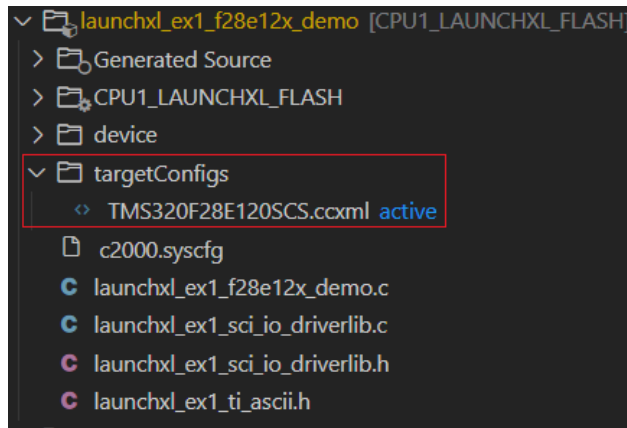 launchxl_ex1_f28e12x_demo [CPU1_LAUNCHXL_FLASH]
Generated Source
CPU1_LAUNCHXL_FLASH
device
targetConfigs
TMS320F28E120SCS.ccxml active
c2000.syscfg
C launchxl_ex1_f28e12x_demo.c
C launchxl_ex1_sci_io_driverlib.c
C launchxl_ex1_sci_io_driverlib.h
C launchxl_ex1_ti_ascii.h